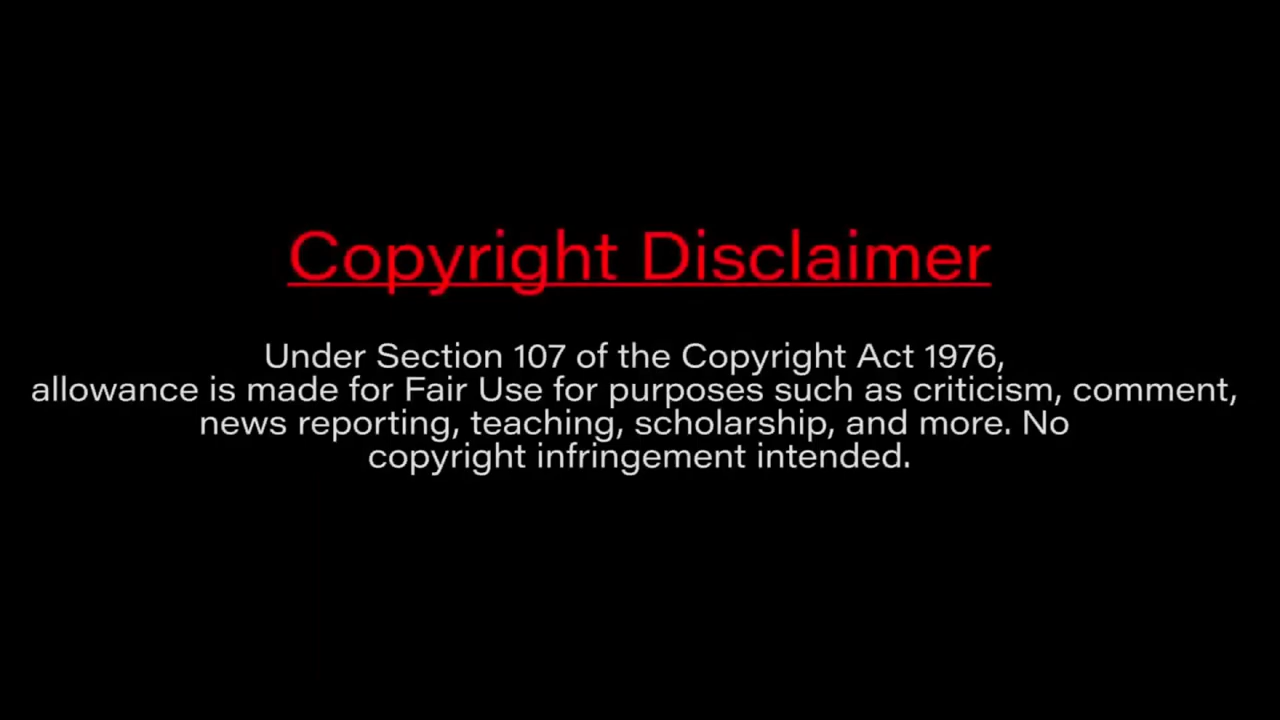 Copyright Disclaimer
Under Section 107 of the Copyright Act 1976,
allowance is made for Fair Use for purposes such as criticism, comment,
news reporting, teaching, scholarship, and more. No
copyright infringement intended.